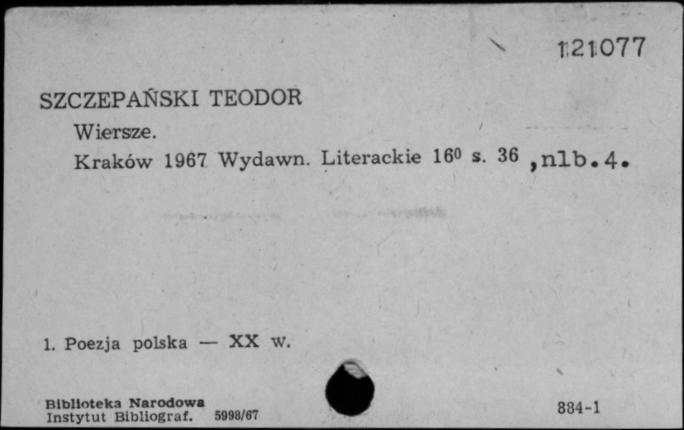 121077
SZCZEPAŃSKI TEODOR
Wiersze.
Kraków 1967 Wydawn. Literackie 16⁰ s. 36 ,nlb.4.
1. Poezja polska — XX w.
Biblioteka Narodowa
Instytut Bibliograf. 5998/67
884-1